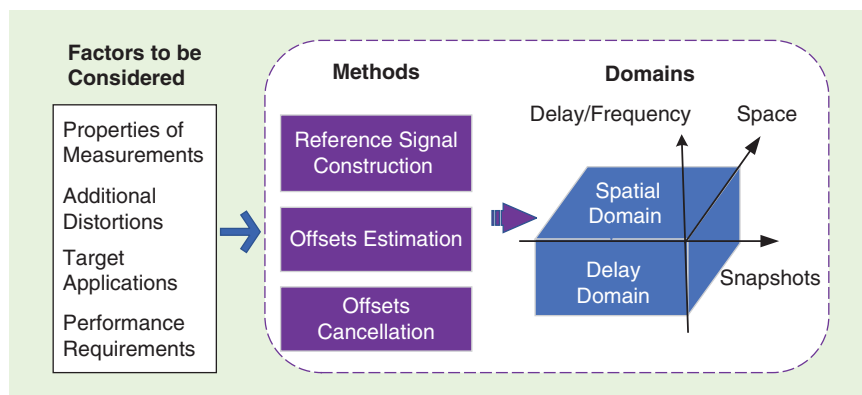 Factors to be
Considered
Properties of
Measurements
Additional
Distortions
Target
Applications
Performance
Requirements
Methods
Reference Signal
Construction
Offsets Estimation
Offsets
Cancellation
Domains
Delay/Frequency
Space
Spatial
Domain
Delay
Domain
Snapshots